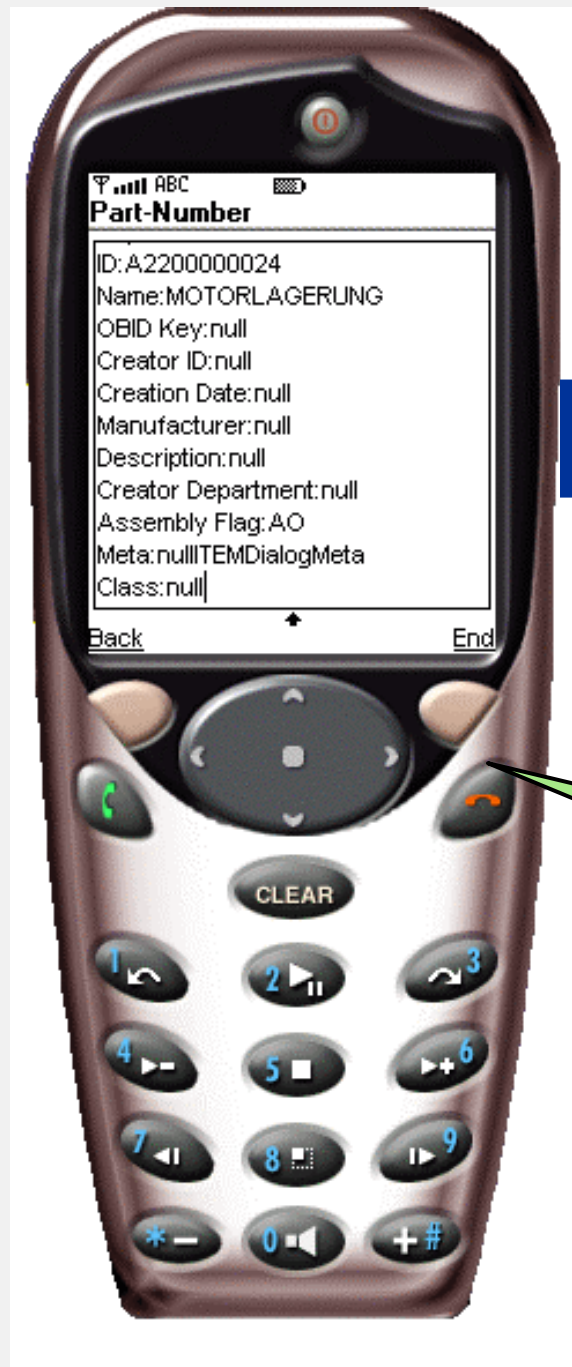 ABC
Part-Number
ID:A2200000024
Name:MOTORLAGERUNG
OBID Key:null
Creator ID:null
Creation Date:null
Manufacturer:null
Description:null
Creator Department:null
Assembly Flag:AO
Meta:nullITEMDialogMeta
Class:null
Back End
CLEAR
1 2 3
4 5 6
7 8 9
* - 0 + #